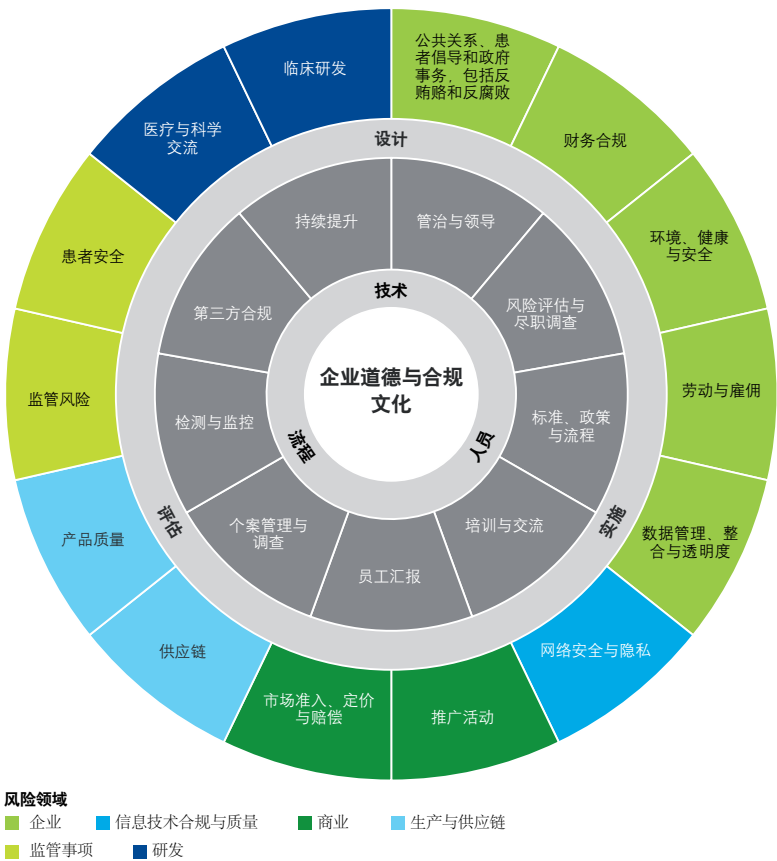 临床研发
公共关系、患
者倡导和政府
事务，包括反
贿赂和反腐败
医疗与科学
交流
设计
财务合规
持续提升
管治与领导
患者安全
环境、健康
与安全
技术
第三方合规
风险评估与
尽职调查
企业道德与合规
文化
监管风险
劳动与雇佣
检测与监控
标准、政策
与流程
流程
人员
评估
个案管理与
调查
培训与交流
实施
产品质量
数据管理、整
合与透明度
员工汇报
供应链
网络安全与隐私
市场准入、定价
与赔偿
推广活动
风险领域
企业
信息技术合规与质量
商业
生产与供应链
监管事项
研发